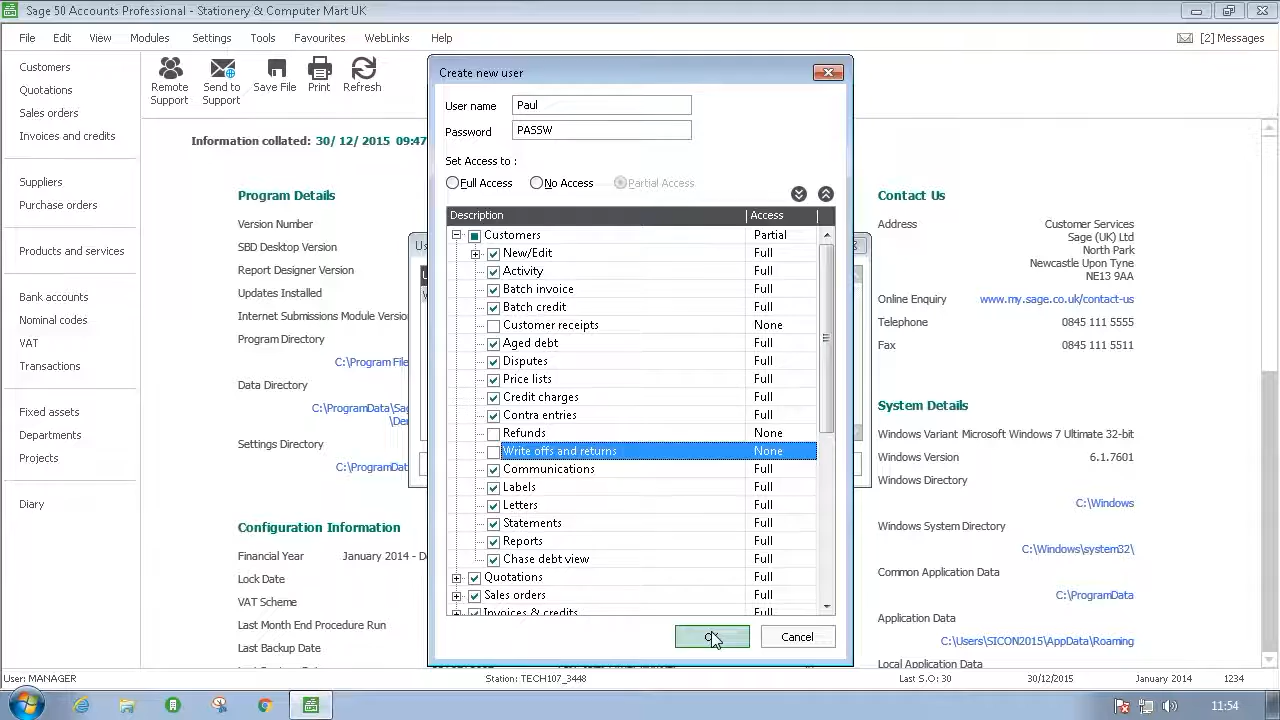 Sage 50 Accounts Professional - Stationery & Computer Mart UK
File Edit View Modules Settings Tools Favourites WebLinks Help [2] Messages
Customers
Quotations
Sales orders
Invoices and credits
Suppliers
Purchase orders
Products and services
Bank accounts
Nominal codes
VAT
Transactions
Fixed assets
Departments
Projects
Diary
Remote Support
Send to Support
Save File
Print
Refresh
Information collated: 30/ 12/ 2015 09:47
Program Details
Version Number
SBD Desktop Version
Report Designer Version
Updates Installed
Internet Submissions Module
Program Directory
C:\Program
Data Directory
C:\ProgramData\
Settings Directory
Configuration Information
Financial Year January 2014 -
Lock Date
VAT Scheme
Last Month End Procedure Run
Last Backup Date
Create new user
User name Paul
Password PASSW
Set Access to :
Full Access No Access Partial Access
Description Access
Customers Partial
New/Edit Full
Activity Full
Batch invoice Full
Batch credit Full
Customer receipts None
Aged debt Full
Disputes Full
Price lists Full
Credit charges Full
Contra entries Full
Refunds None
Write offs and returns None
Communications Full
Labels Full
Letters Full
Statements Full
Reports Full
Chase debt view Full
Quotations Full
Sales orders Full
Invoices & credits Full
Cancel
Contact Us
Address Customer Services
Sage (UK) Ltd
North Park
Newcastle Upon Tyne
NE13 9AA
Online Enquiry www.my.sage.co.uk/contact-us
Telephone 0845 111 5555
Fax 0845 111 5511
System Details
Windows Variant Microsoft Windows 7 Ultimate 32-bit
Windows Version 6.1.7601
Windows Directory
C:\Windows
Windows System Directory
C:\Windows\system32\
Common Application Data
C:\ProgramData
Application Data
C:\Users\SICON2015\AppData\Roaming
Local Application Data
User: MANAGER Station: TECH107_3448 Last S.O: 30 30/12/2015 January 2014 1234
11:54